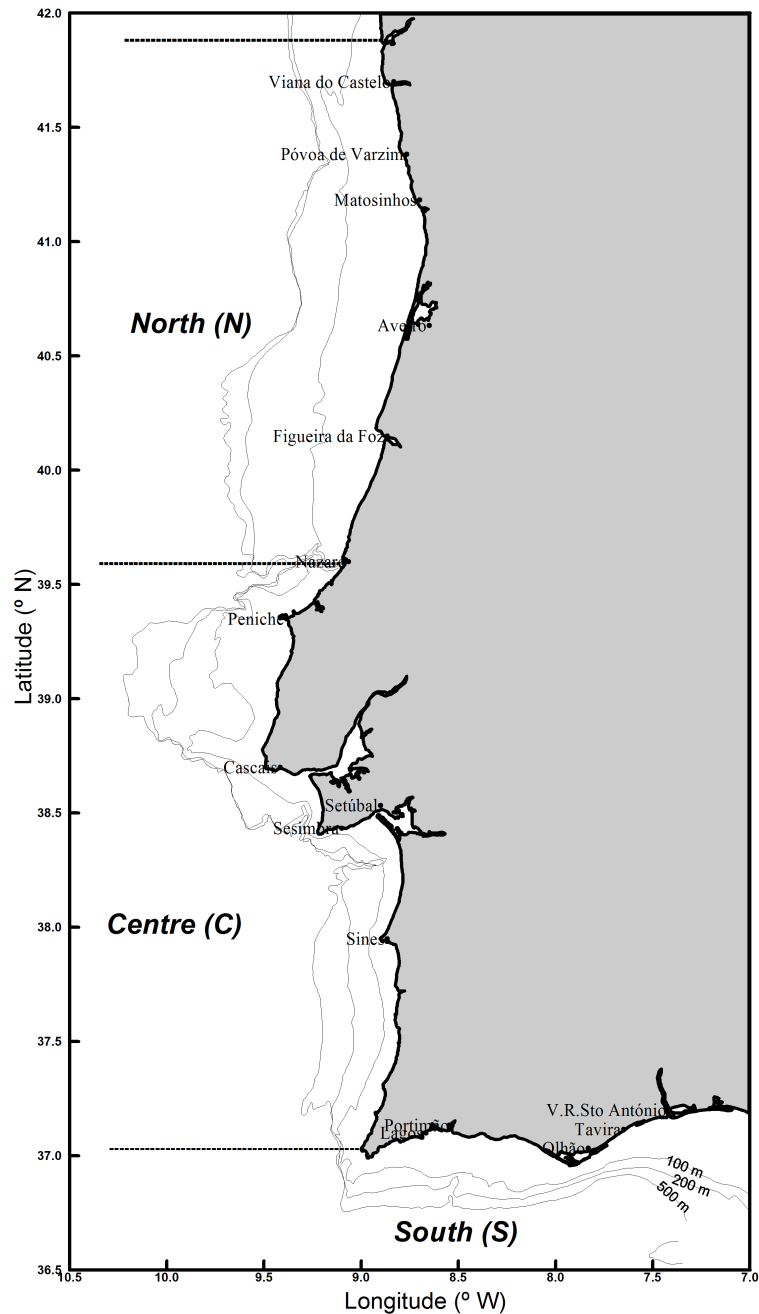 42.0
Viana do Castelo
41.5
Póvoa de Varzim
Matosinhos
41.0
North (N)
Aveiro
40.5
Figueira da Foz
40.0
Nazaré
39.5
Peniche
Latitude (º N)
39.0
Cascais
Setúbal
38.5
Sesimbra
38.0
Centre (C)
Sines
37.5
V.R.Sto António
Portimão
Tavira
Lagos
Olhão
37.0
100 m
200 m
500 m
South (S)
36.5
10.5 10.0 9.5 9.0 8.5 8.0 7.5 7.0
Longitude (º W)